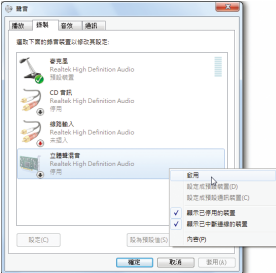 聲音
播放 錄製 音效 通訊
選取下面的錄音裝置以修改其設定:
麥克風
Realtek High Definition Audio
預設裝置
CD 音訊
Realtek High Definition Audio
停用
線路輸入
Realtek High Definition Audio
未插入
立體聲混音
Realtek High Definition Audio
停用
啟用
設定成預設裝置(D)
設定成預設通訊裝置(C)
顯示已停用的裝置
顯示已中斷連線的裝置
內容(P)
設定(C)
設為預設值(S)
確定
取消
套用(A)